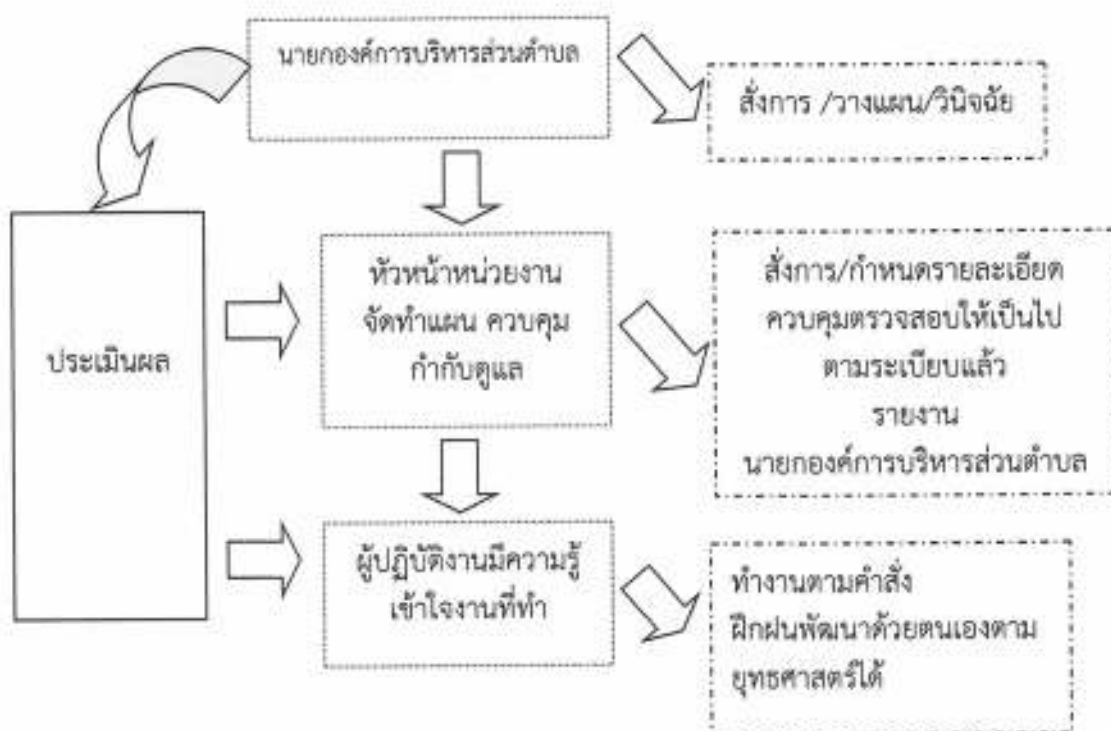 นายกองค์การบริหารส่วนตำบล
สั่งการ /วางแผน/วินิจฉัย
ประเมินผล
หัวหน้าหน่วยงาน
จัดทำแผน ควบคุม
กำกับดูแล
สั่งการ/กำหนดรายละเอียด
ควบคุมตรวจสอบให้เป็นไป
ตามระเบียบแล้ว
รายงาน
นายกองค์การบริหารส่วนตำบล
ผู้ปฏิบัติงานมีความรู้
เข้าใจงานที่ทำ
ทำงานตามคำสั่ง
ฝึกฝนพัฒนาด้วยตนเองตาม
ยุทธศาสตร์ได้